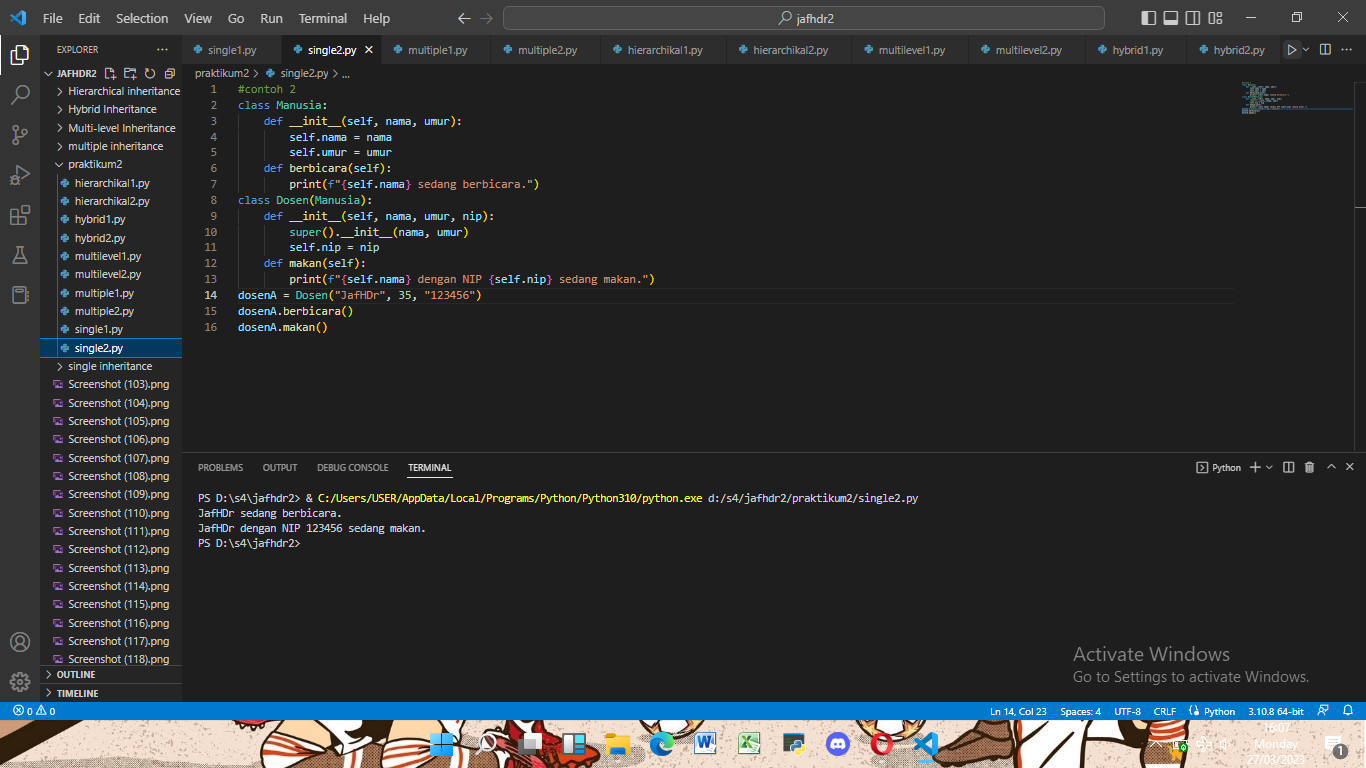 File Edit Selection View Go Run Terminal Help
jafhdr2
EXPLORER
single1.py single2.py multiple1.py multiple2.py hierarchikal1.py hierarchikal2.py multilevel1.py multilevel2.py hybrid1.py hybrid2.py
JAFHDR2
Hierarchical inheritance
Hybrid Inheritance
Multi-level Inheritance
multiple inheritance
praktikum2
hierarchikal1.py
hierarchikal2.py
hybrid1.py
hybrid2.py
multilevel1.py
multilevel2.py
multiple1.py
multiple2.py
single1.py
single2.py
single inheritance
Screenshot (103).png
Screenshot (104).png
Screenshot (105).png
Screenshot (106).png
Screenshot (107).png
Screenshot (108).png
Screenshot (109).png
Screenshot (110).png
Screenshot (111).png
Screenshot (112).png
Screenshot (113).png
Screenshot (114).png
Screenshot (115).png
Screenshot (116).png
Screenshot (117).png
Screenshot (118).png
OUTLINE
TIMELINE
praktikum2 > single2.py > ...
1 #contoh 2
2 class Manusia:
3 def __init__(self, nama, umur):
4 self.nama = nama
5 self.umur = umur
6 def berbicara(self):
7 print(f"{self.nama} sedang berbicara.")
8 class Dosen(Manusia):
9 def __init__(self, nama, umur, nip):
10 super().__init__(nama, umur)
11 self.nip = nip
12 def makan(self):
13 print(f"{self.nama} dengan NIP {self.nip} sedang makan.")
14 dosenA = Dosen("JafHDr", 35, "123456")
15 dosenA.berbicara()
16 dosenA.makan()
PROBLEMS OUTPUT DEBUG CONSOLE TERMINAL
Python
PS D:\s4\jafhdr2> & C:/Users/USER/AppData/Local/Programs/Python/Python310/python.exe d:/s4/jafhdr2/praktikum2/single2.py
JafHDr sedang berbicara.
JafHDr dengan NIP 123456 sedang makan.
PS D:\s4\jafhdr2>
Activate Windows
Go to Settings to activate Windows.
0 0 Ln 14, Col 23 Spaces: 4 UTF-8 CRLF Python 3.10.8 64-bit
16:07
Monday
27/03/2023
1